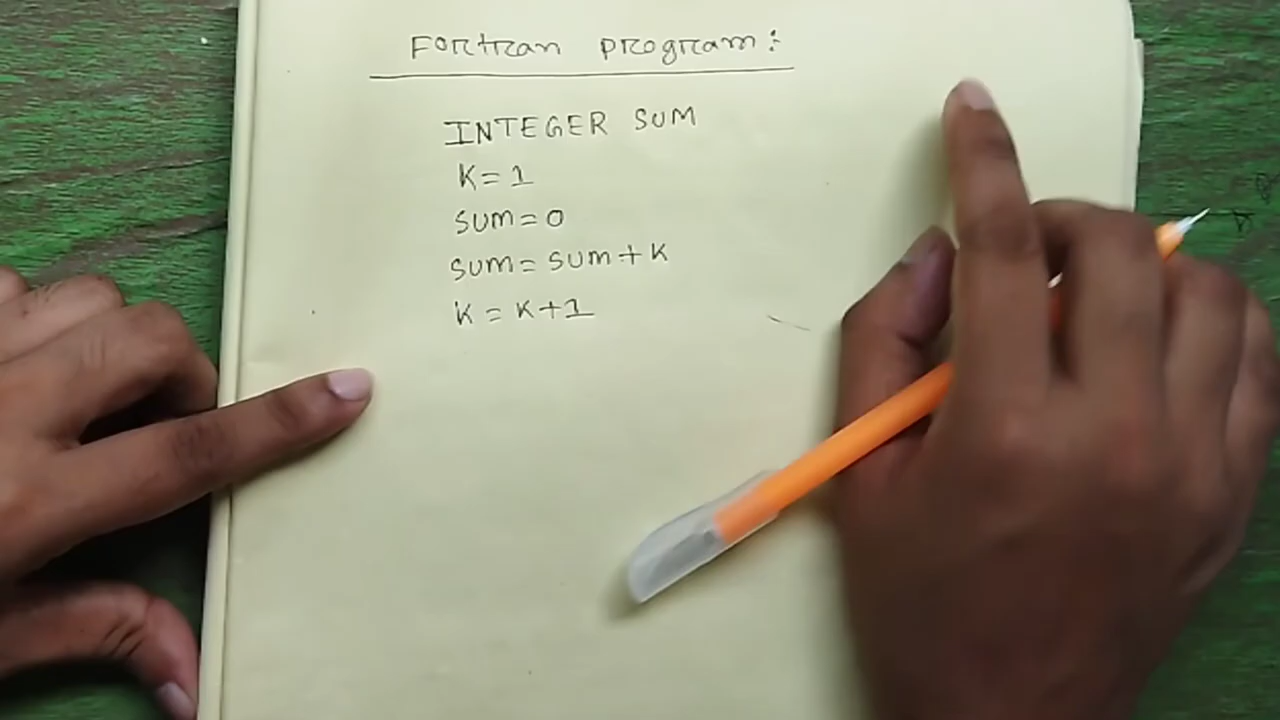 Fortran program:
INTEGER SUM
K=1
SUM=0
SUM=SUM+K
K=K+1